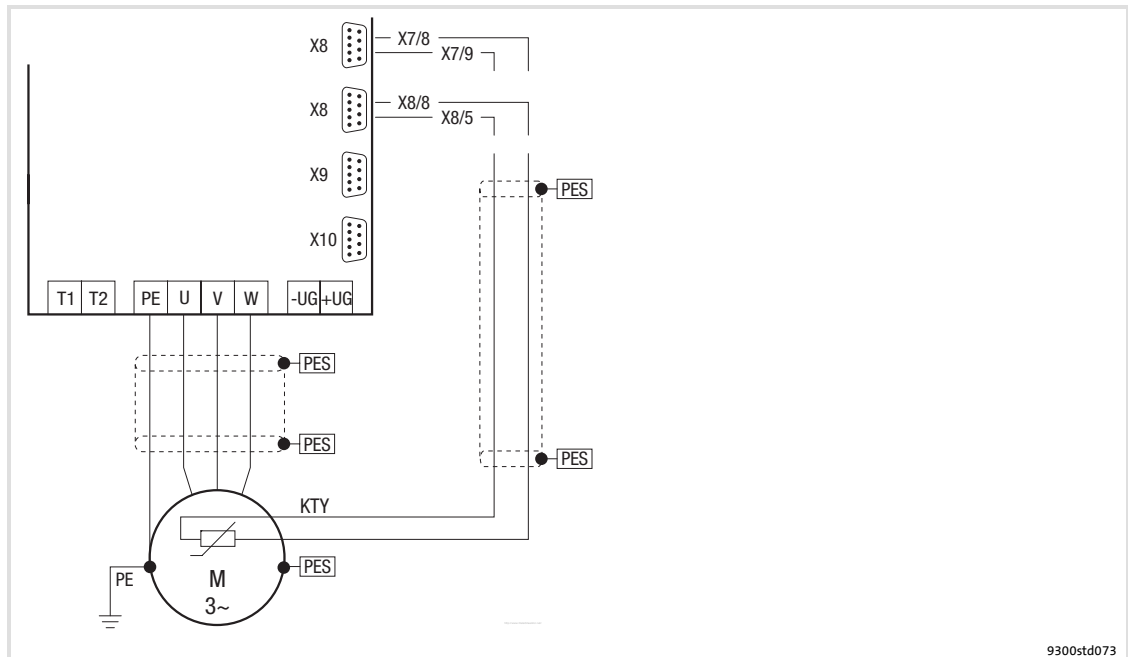 X8
X7/8
X7/9
X8
X8/8
X8/5
X9
PES
X10
T1 T2 PE U V W -UG +UG
PES
PES
PES
KTY
PES
PE
M
3~
9300std073